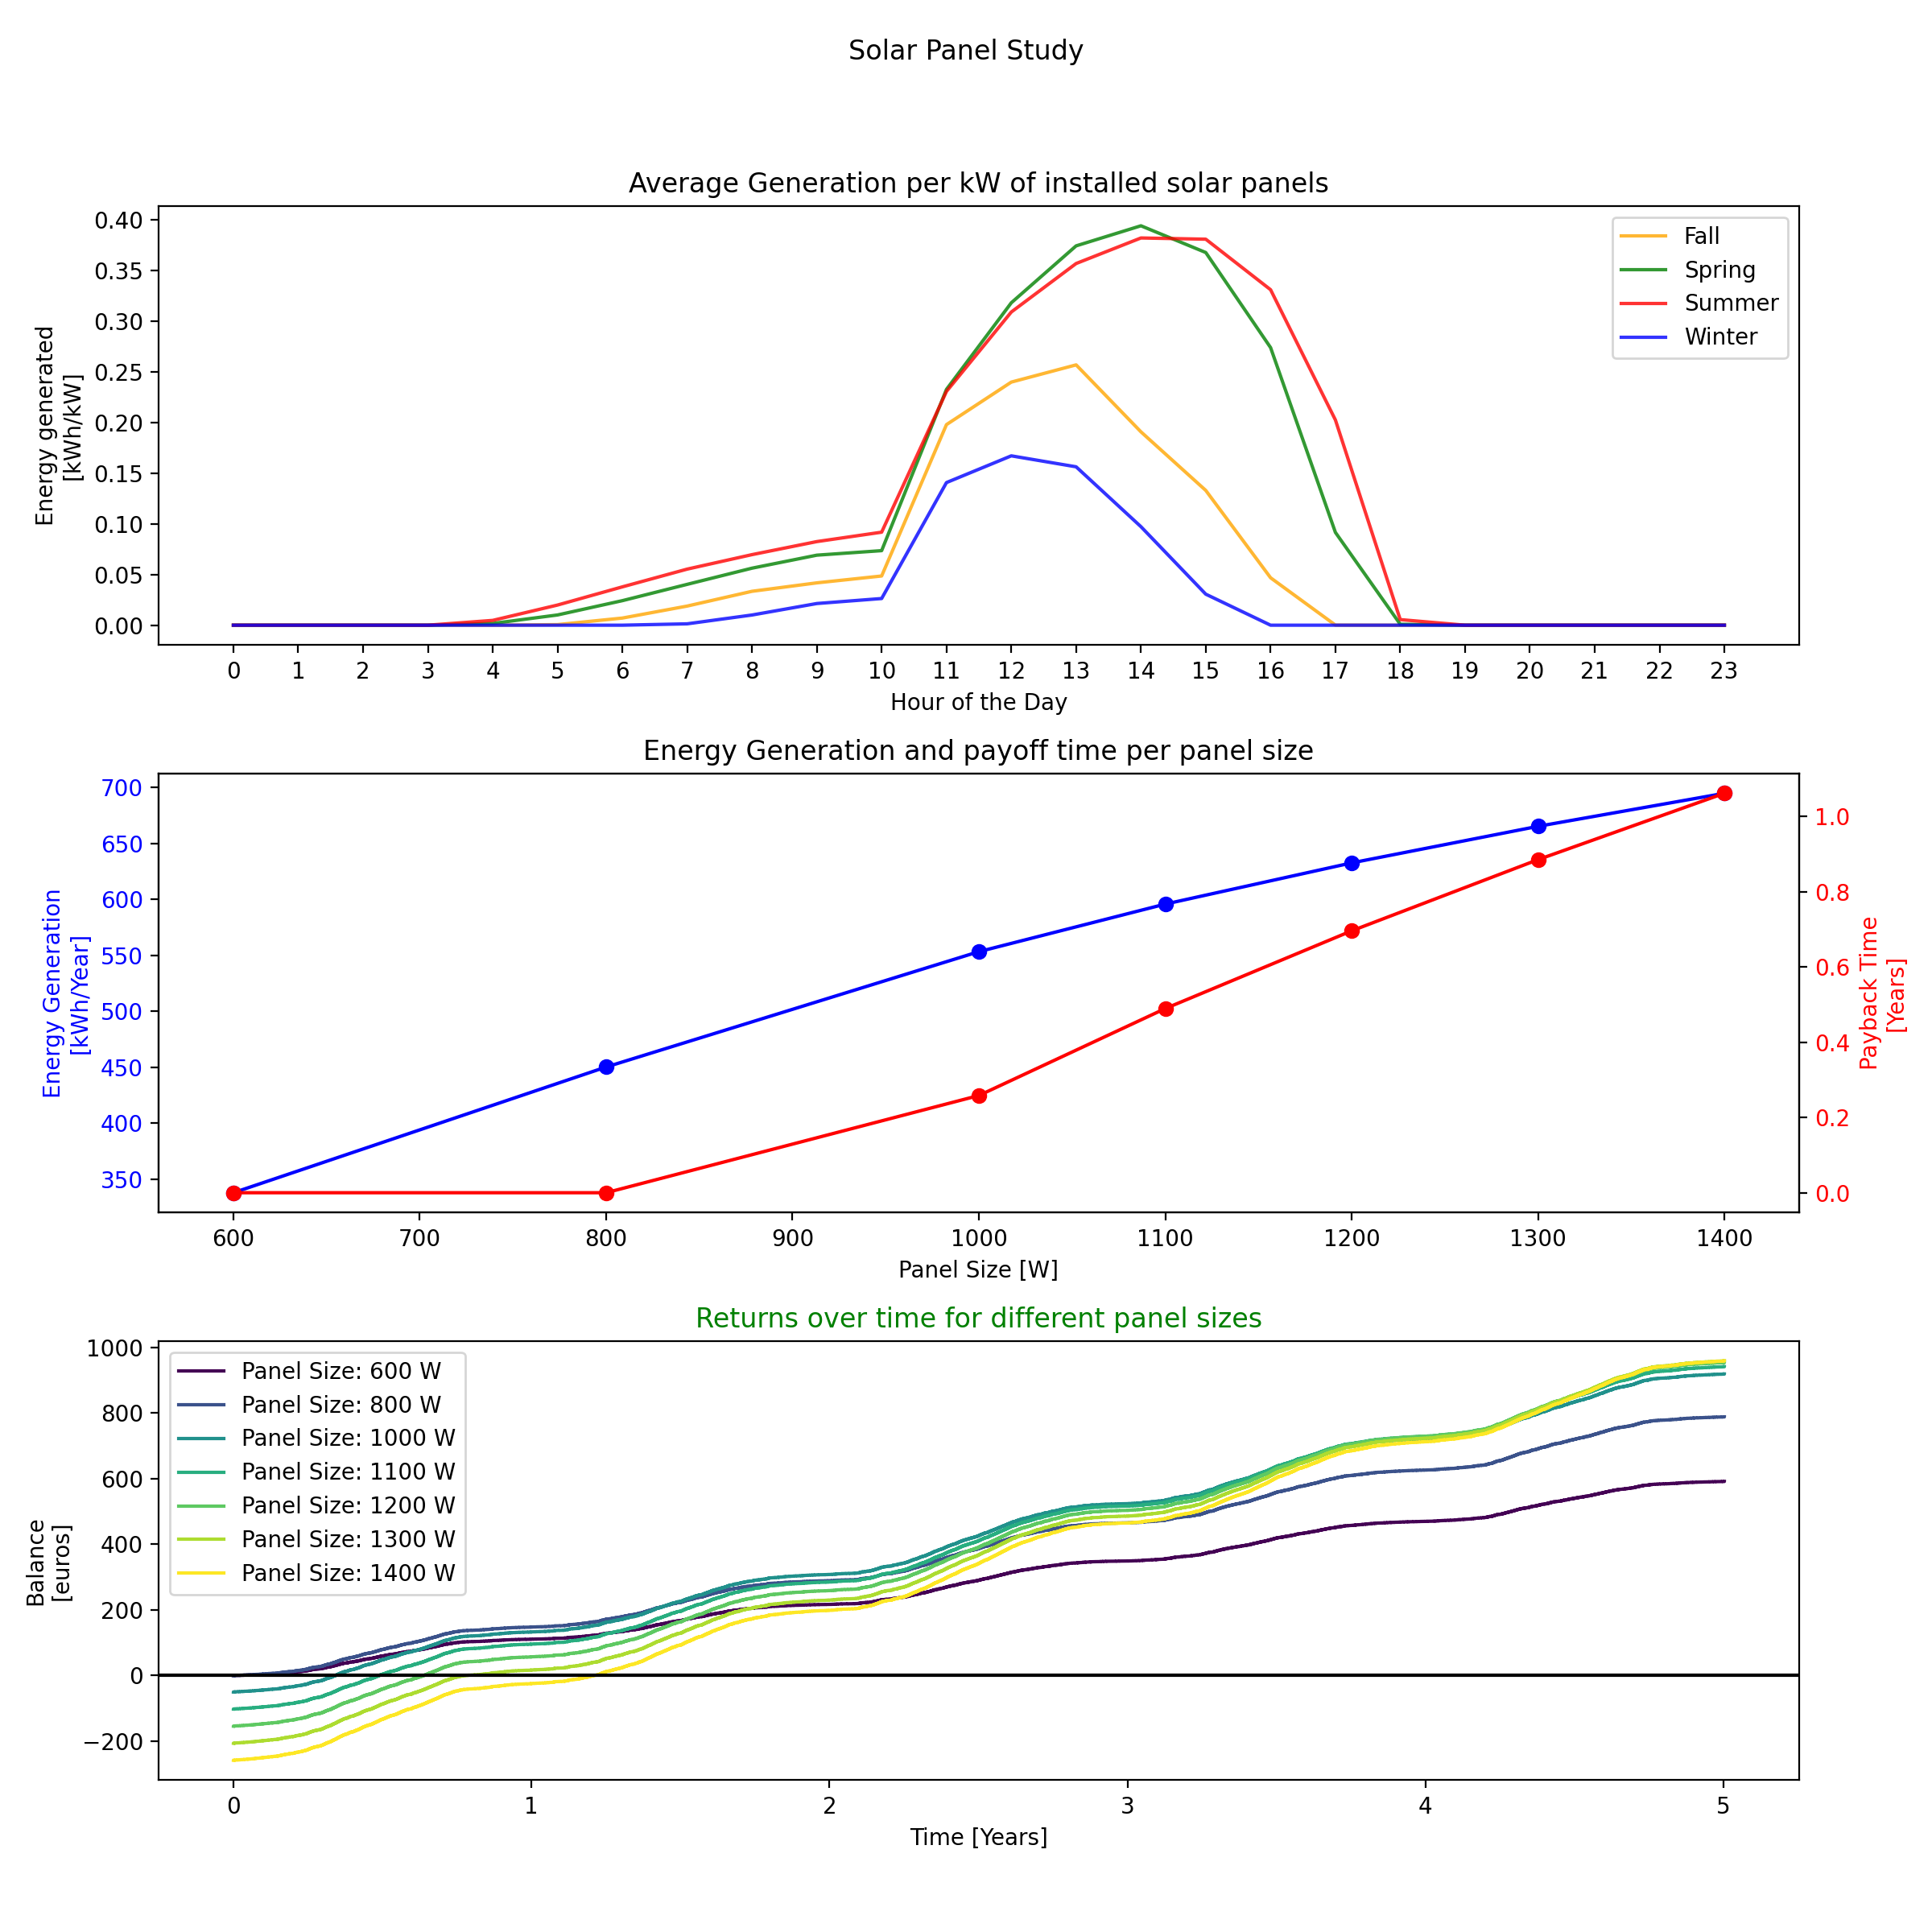 Solar Panel Study
Average Generation per kW of installed solar panels
Energy generated
[kWh/kW]
0.40
0.35
0.30
0.25
0.20
0.15
0.10
0.05
0.00
Fall
Spring
Summer
Winter
0 1 2 3 4 5 6 7 8 9 10 11 12 13 14 15 16 17 18 19 20 21 22 23
Hour of the Day
Energy Generation and payoff time per panel size
Energy Generation
[kWh/Year]
700
650
600
550
500
450
400
350
1.0
0.8
0.6
0.4
0.2
0.0
Payback Time
[Years]
600 700 800 900 1000 1100 1200 1300 1400
Panel Size [W]
Returns over time for different panel sizes
Balance
[euros]
1000
800
600
400
200
0
−200
Panel Size: 600 W
Panel Size: 800 W
Panel Size: 1000 W
Panel Size: 1100 W
Panel Size: 1200 W
Panel Size: 1300 W
Panel Size: 1400 W
0 1 2 3 4 5
Time [Years]